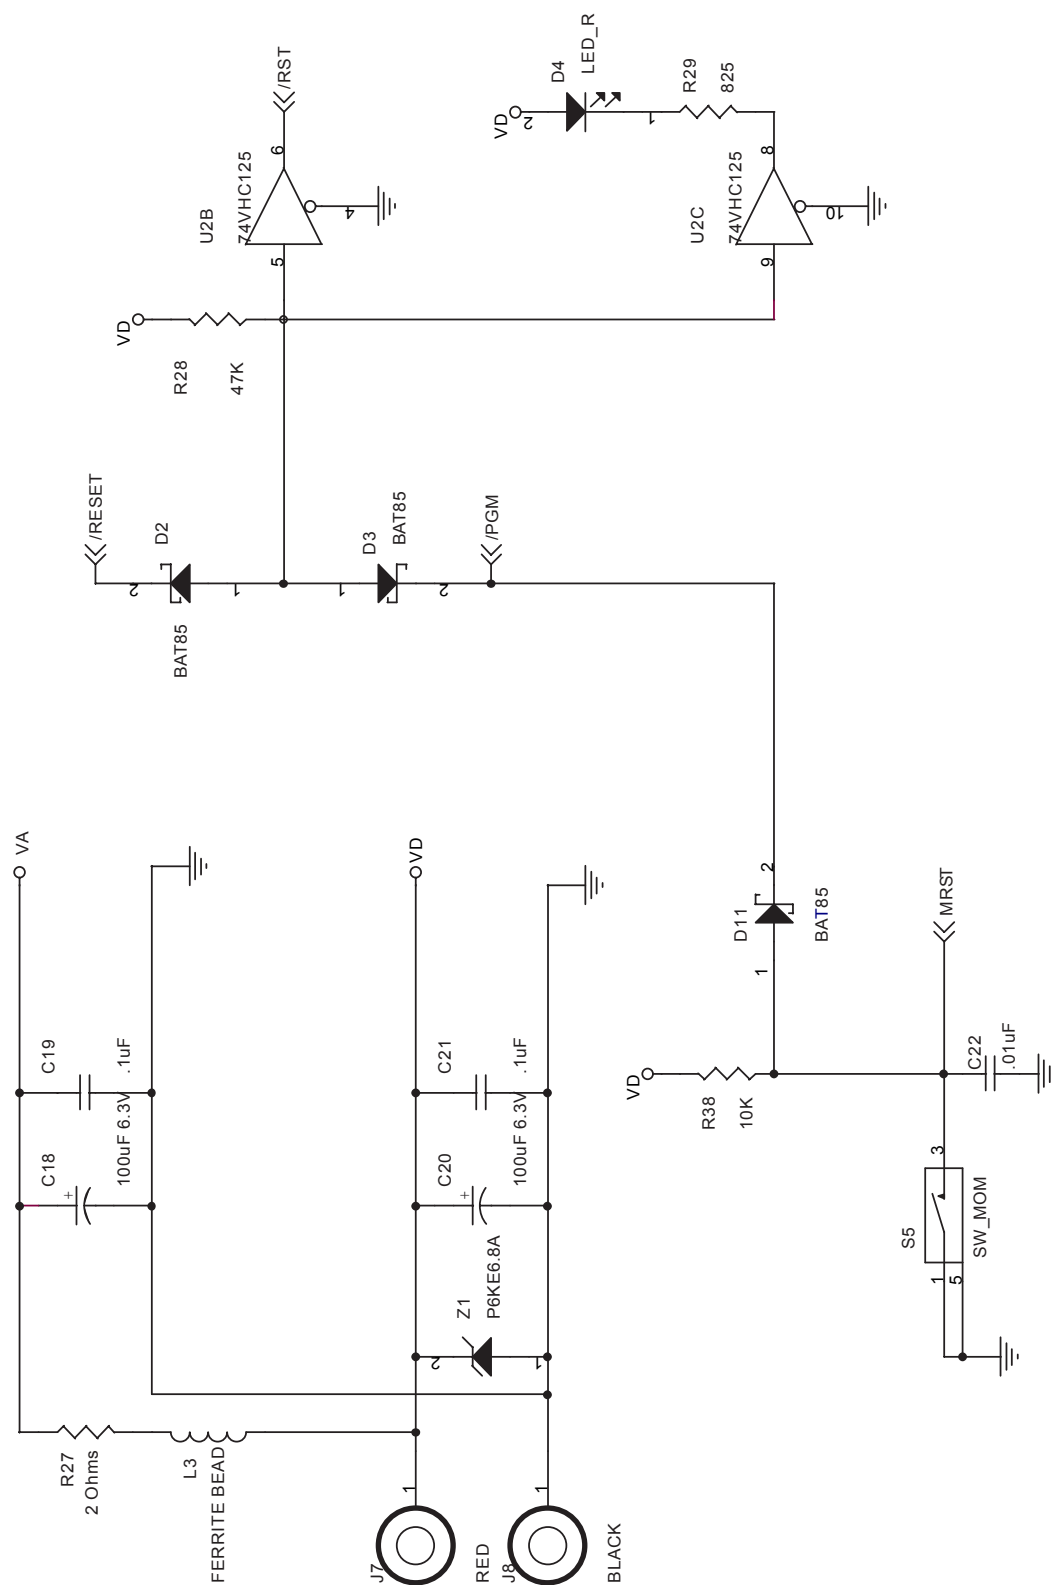 J7
RED
1
J8
BLACK
1
R27
2 Ohms
L3
FERRITE BEAD
2
Z1
P6KE6.8A
1
C18
+
100uF 6.3V
C19
.1uF
VA
C20
+
100uF 6.3V
C21
.1uF
VD
/RESET
2
D2
BAT85
1
1
D3
BAT85
2
/PGM
VD
R28
47K
5
U2B
74VHC125
4
6
/RST
VD
2
D4
LED_R
1
R29
825
9
U2C
74VHC125
10
8
VD
R38
10K
1
D11
BAT85
2
S5
SW_MOM
1
5
3
C22
.01uF
MRST